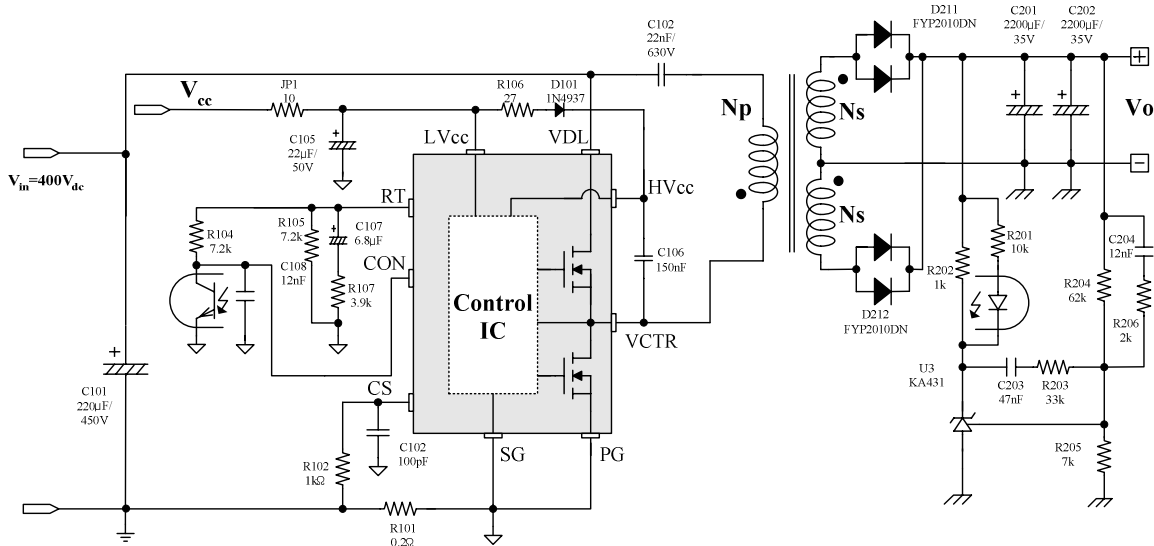 D211
FYP2010DN
C201
2200μF/
35V
C202
2200μF/
35V
C102
22nF/
630V
+
Vcc
JP1
10
R106
27
D101
1N4937
Np
Ns
+
+
Vo
+
C105
22μF/
50V
LVcc
VDL
-
Vin=400Vdc
HVcc
RT
Ns
R104
7.2k
R105
7.2k
+
C107
6.8μF
R201
10k
C204
12nF
C106
150nF
CON
C108
12nF
R202
1k
R204
62k
R107
3.9k
Control
IC
D212
FYP2010DN
R206
2k
VCTR
+
U3
KA431
C101
220μF/
450V
CS
C203
47nF
R203
33k
C102
100pF
SG
PG
R205
7k
R102
1kΩ
R101
0.2Ω